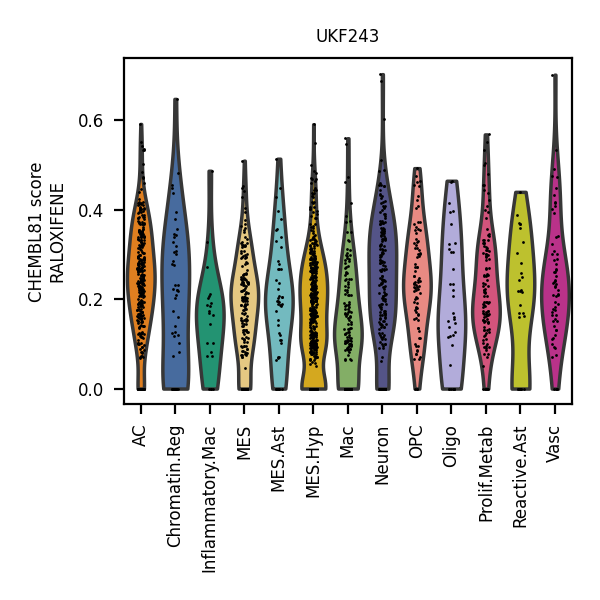 UKF243
CHEMBL81 score
RALOXIFENE
0.6
0.4
0.2
0.0
AC
Chromatin.Reg
Inflammatory.Mac
MES
MES.Ast
MES.Hyp
Mac
Neuron
OPC
Oligo
Prolif.Metab
Reactive.Ast
Vasc